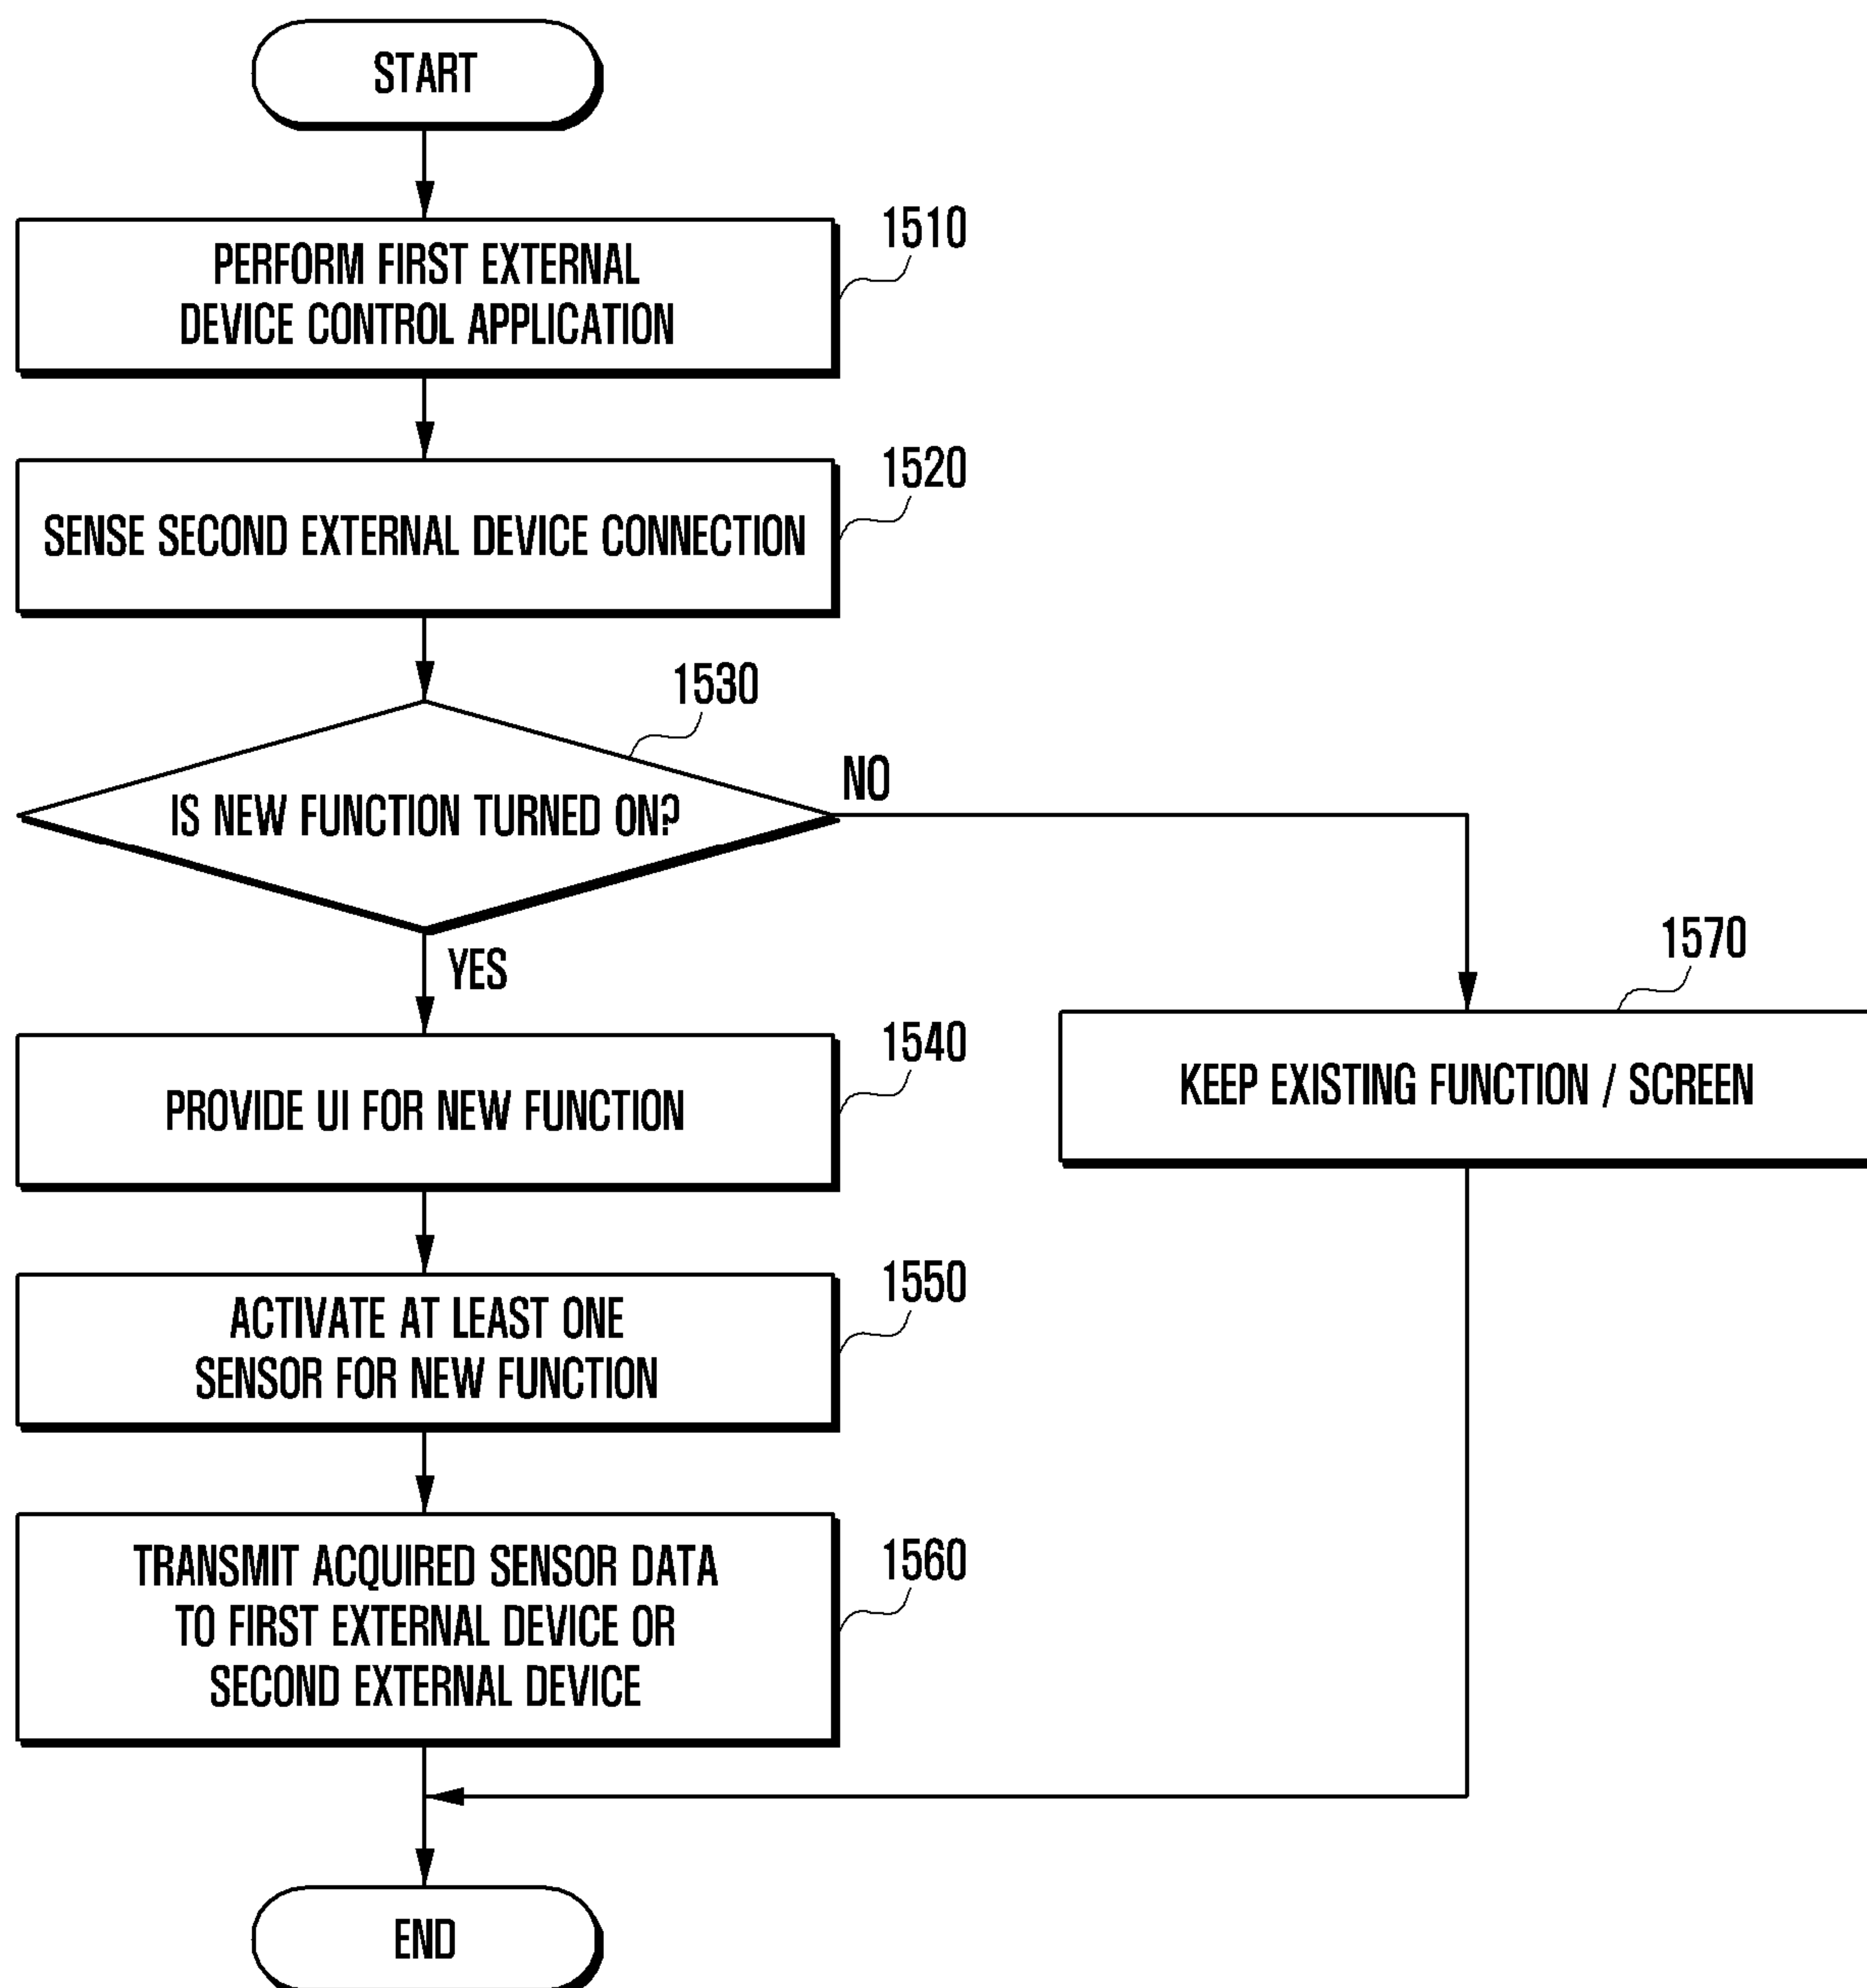 START
PERFORM FIRST EXTERNAL
DEVICE CONTROL APPLICATION
1510
SENSE SECOND EXTERNAL DEVICE CONNECTION
1520
IS NEW FUNCTION TURNED ON?
1530
NO
YES
PROVIDE UI FOR NEW FUNCTION
1540
KEEP EXISTING FUNCTION / SCREEN
1570
ACTIVATE AT LEAST ONE
SENSOR FOR NEW FUNCTION
1550
TRANSMIT ACQUIRED SENSOR DATA
TO FIRST EXTERNAL DEVICE OR
SECOND EXTERNAL DEVICE
1560
END